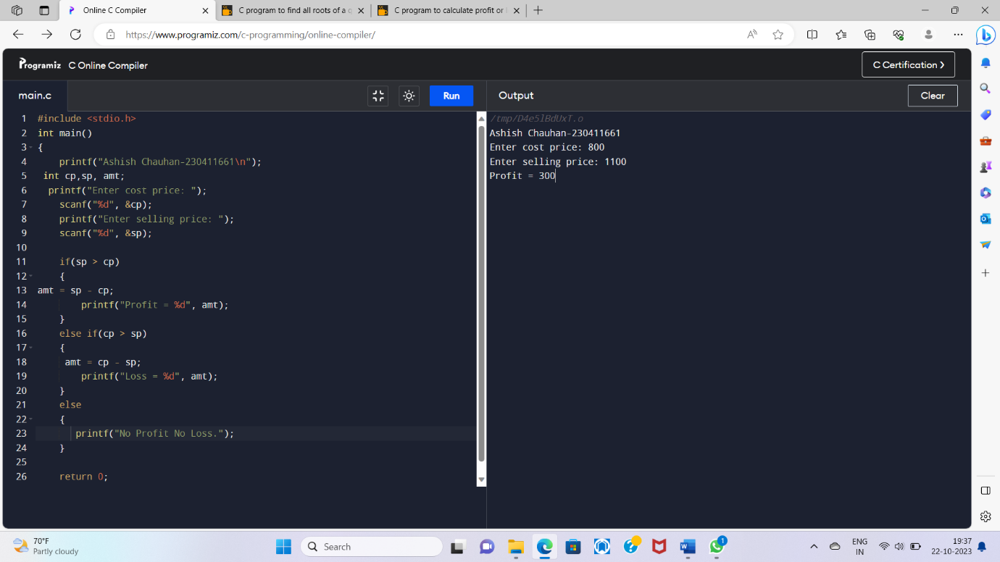 Online C Compiler
C program to find all roots of a q
C program to calculate profit or
https://www.programiz.com/c-programming/online-compiler/
Programiz C Online Compiler
C Certification >
main.c
Run
Output
Clear
1 #include <stdio.h>
2 int main()
3 {
4 printf("Ashish Chauhan-230411661\n");
5 int cp,sp, amt;
6 printf("Enter cost price: ");
7 scanf("%d", &cp);
8 printf("Enter selling price: ");
9 scanf("%d", &sp);
10
11 if(sp > cp)
12 {
13 amt = sp - cp;
14 printf("Profit = %d", amt);
15 }
16 else if(cp > sp)
17 {
18 amt = cp - sp;
19 printf("Loss = %d", amt);
20 }
21 else
22 {
23 printf("No Profit No Loss.");
24 }
25
26 return 0;
/tmp/D4e5lBdUxT.o
Ashish Chauhan-230411661
Enter cost price: 800
Enter selling price: 1100
Profit = 300
70°F
Partly cloudy
Search
1
ENG
IN
19:37
22-10-2023